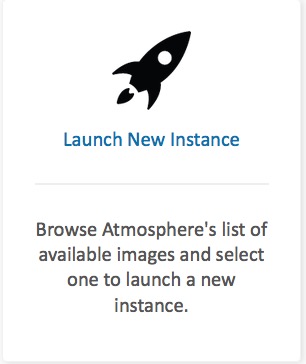 Launch New Instance
Browse Atmosphere's list of
available images and select
one to launch a new
instance.